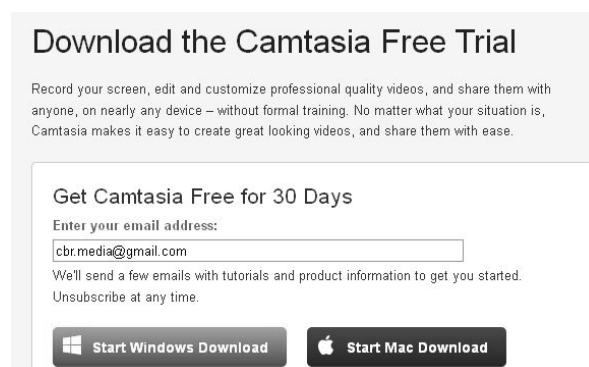 Download the Camtasia Free Trial
Record your screen, edit and customize professional quality videos, and share them with
anyone, on nearly any device – without formal training. No matter what your situation is,
Camtasia makes it easy to create great looking videos, and share them with ease.
Get Camtasia Free for 30 Days
Enter your email address:
cbr.media@gmail.com
We'll send a few emails with tutorials and product information to get you started.
Unsubscribe at any time.
Start Windows Download
Start Mac Download